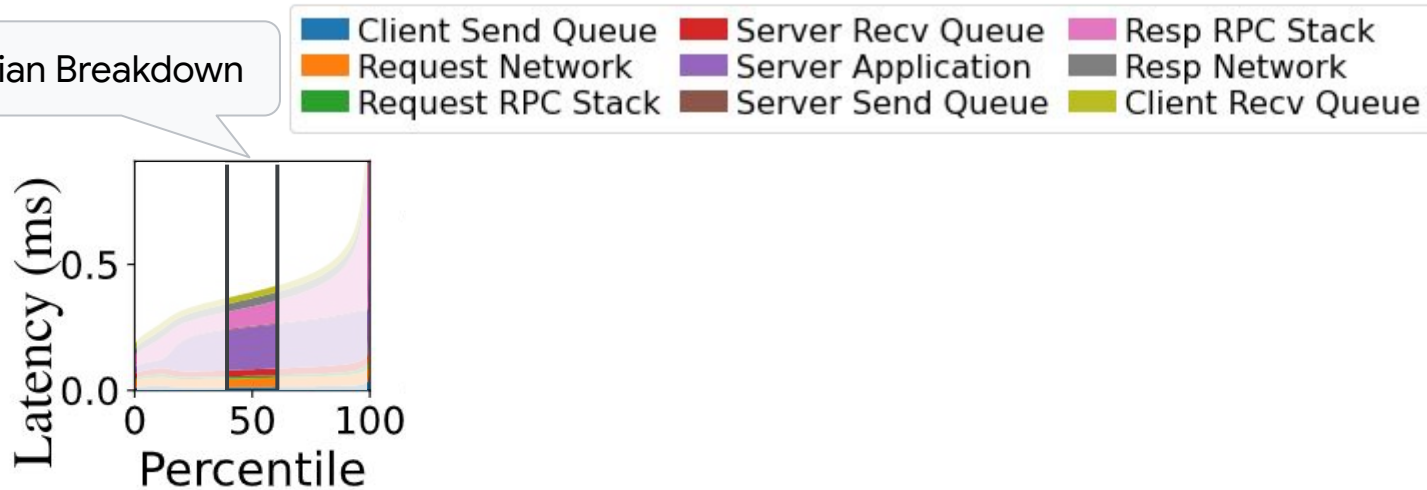 ian Breakdown
Client Send Queue
Request Network
Request RPC Stack
Server Recv Queue
Server Application
Server Send Queue
Resp RPC Stack
Resp Network
Client Recv Queue
Latency (ms)
0.5
0.0
0 50 100
Percentile